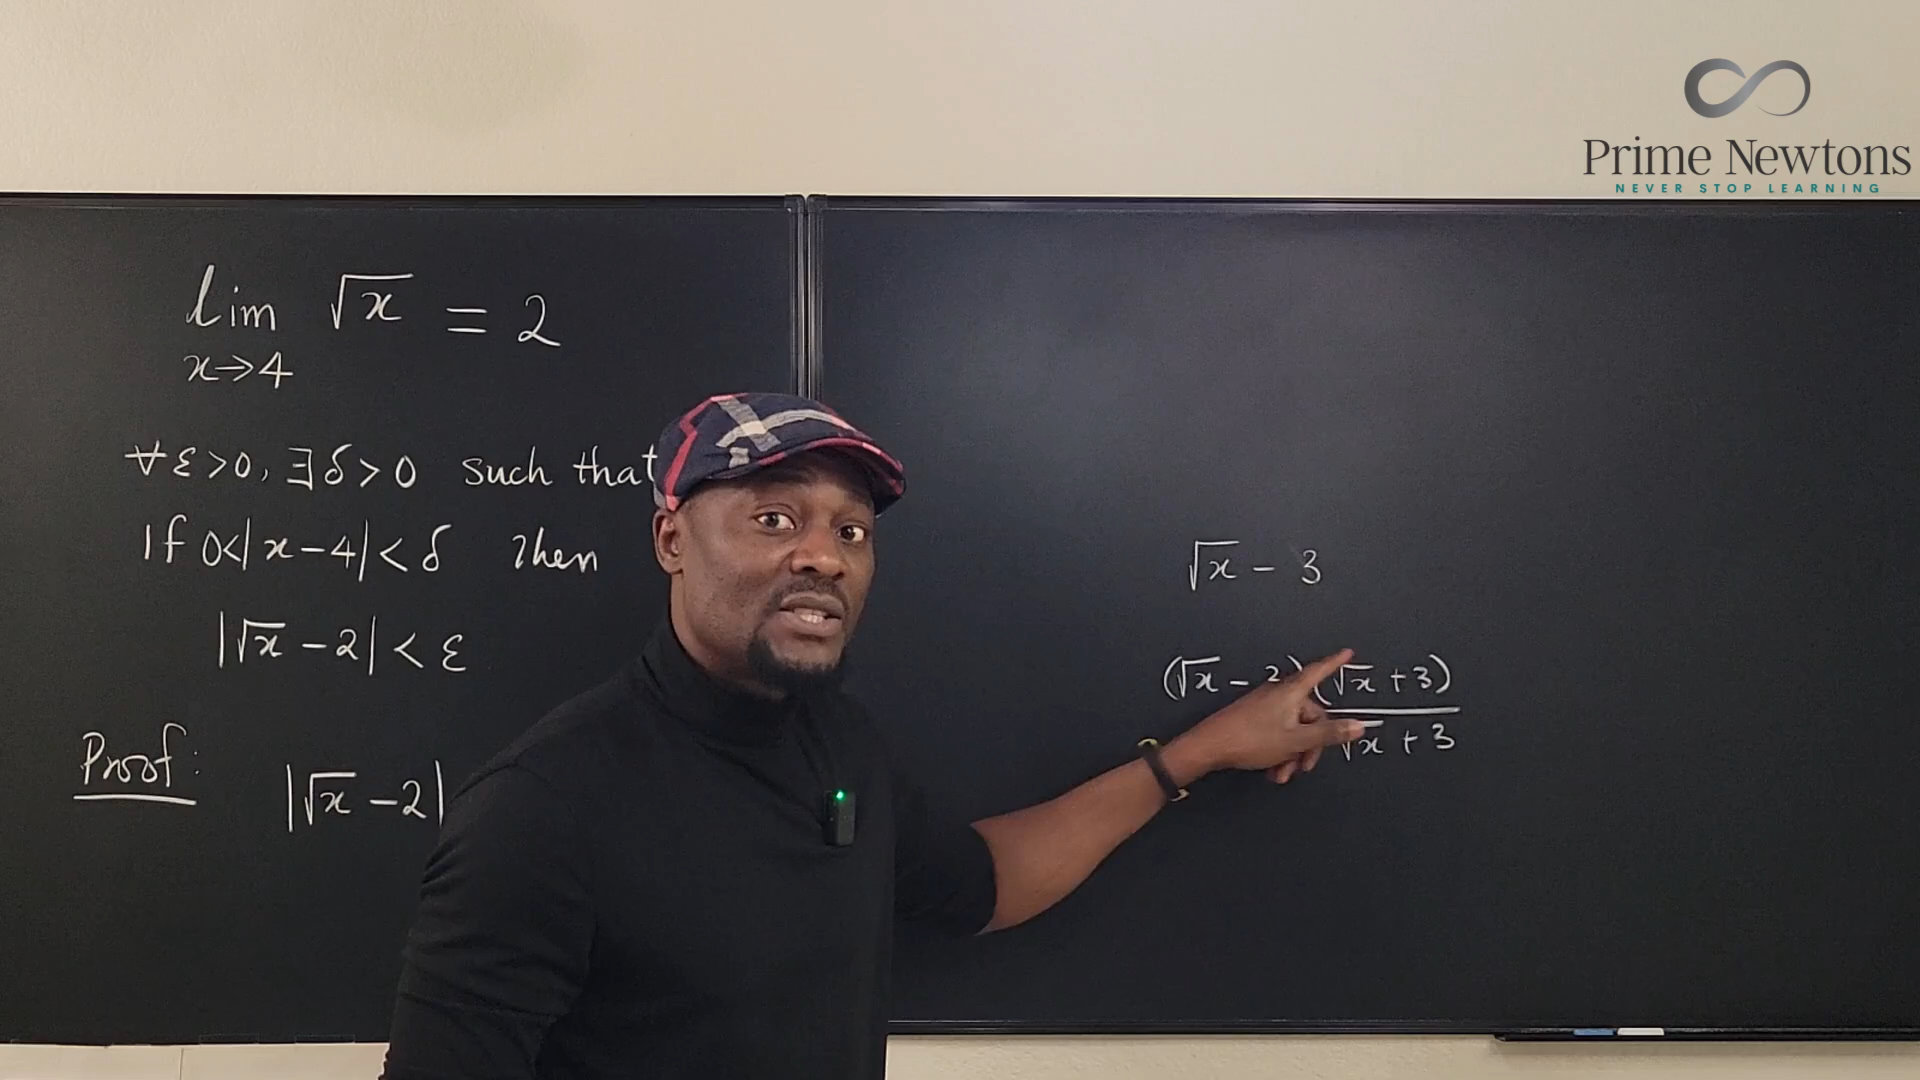 Prime Newtons
NEVER STOP LEARNING
lim √x = 2
x→4
∀ ε > 0, ∃ δ > 0 such that
If 0<|x-4| < δ then
|√x - 2| < ε
Proof:
|√x - 2|
√x - 3
(√x - (√x + 3)
√x + 3